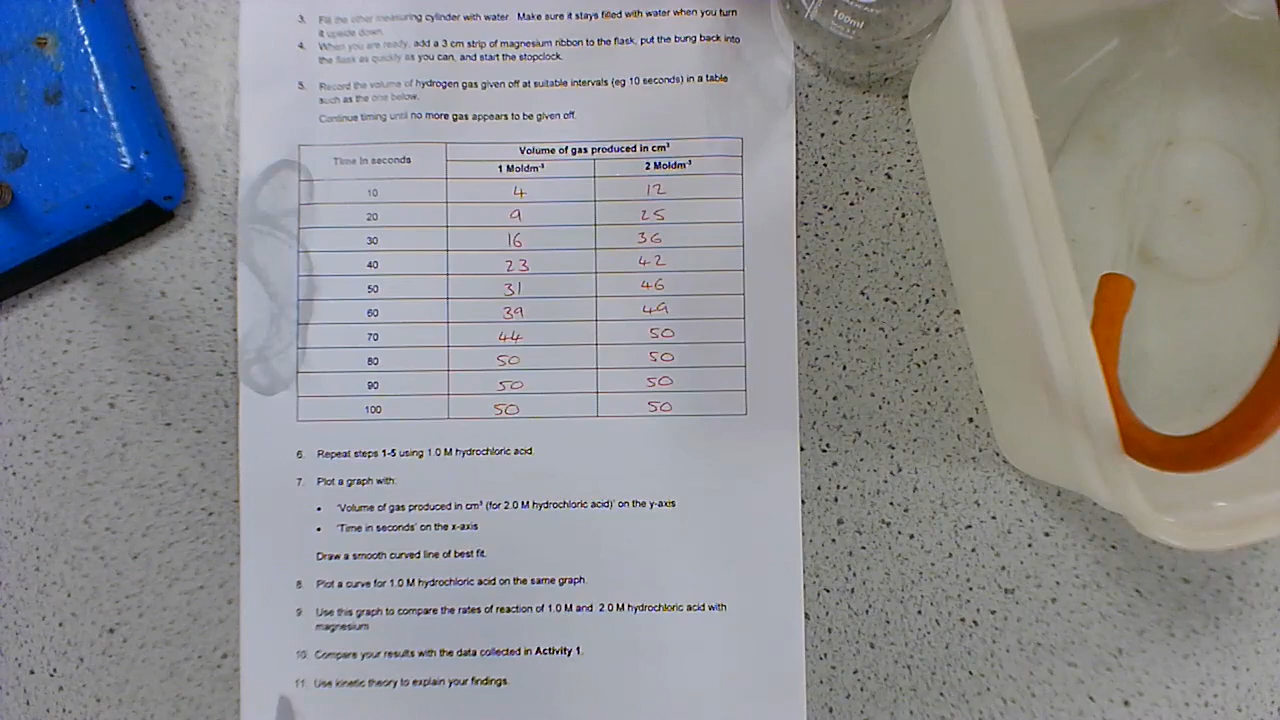 3. Fill the other measuring cylinder with water. Make sure it stays filled with water when you turn
it upside down.
4. When you are ready, add a 3 cm strip of magnesium ribbon to the flask, put the bung back into
the flask as quickly as you can, and start the stopclock.
5. Record the volume of hydrogen gas given off at suitable intervals (eg 10 seconds) in a table
such as the one below.
Continue timing until no more gas appears to be given off.
Time in seconds Volume of gas produced in cm³
1 Moldm⁻³ 2 Moldm⁻³
10 4 12
20 9 25
30 16 36
40 23 42
50 31 46
60 39 49
70 44 50
80 50 50
90 50 50
100 50 50
6. Repeat steps 1-5 using 1.0 M hydrochloric acid.
7. Plot a graph with:
• 'Volume of gas produced in cm³ (for 2.0 M hydrochloric acid)' on the y-axis
• 'Time in seconds' on the x-axis
Draw a smooth curved line of best fit.
8. Plot a curve for 1.0 M hydrochloric acid on the same graph.
9. Use this graph to compare the rates of reaction of 1.0 M and 2.0 M hydrochloric acid with
magnesium
10. Compare your results with the data collected in Activity 1.
11. Use kinetic theory to explain your findings.
100ml